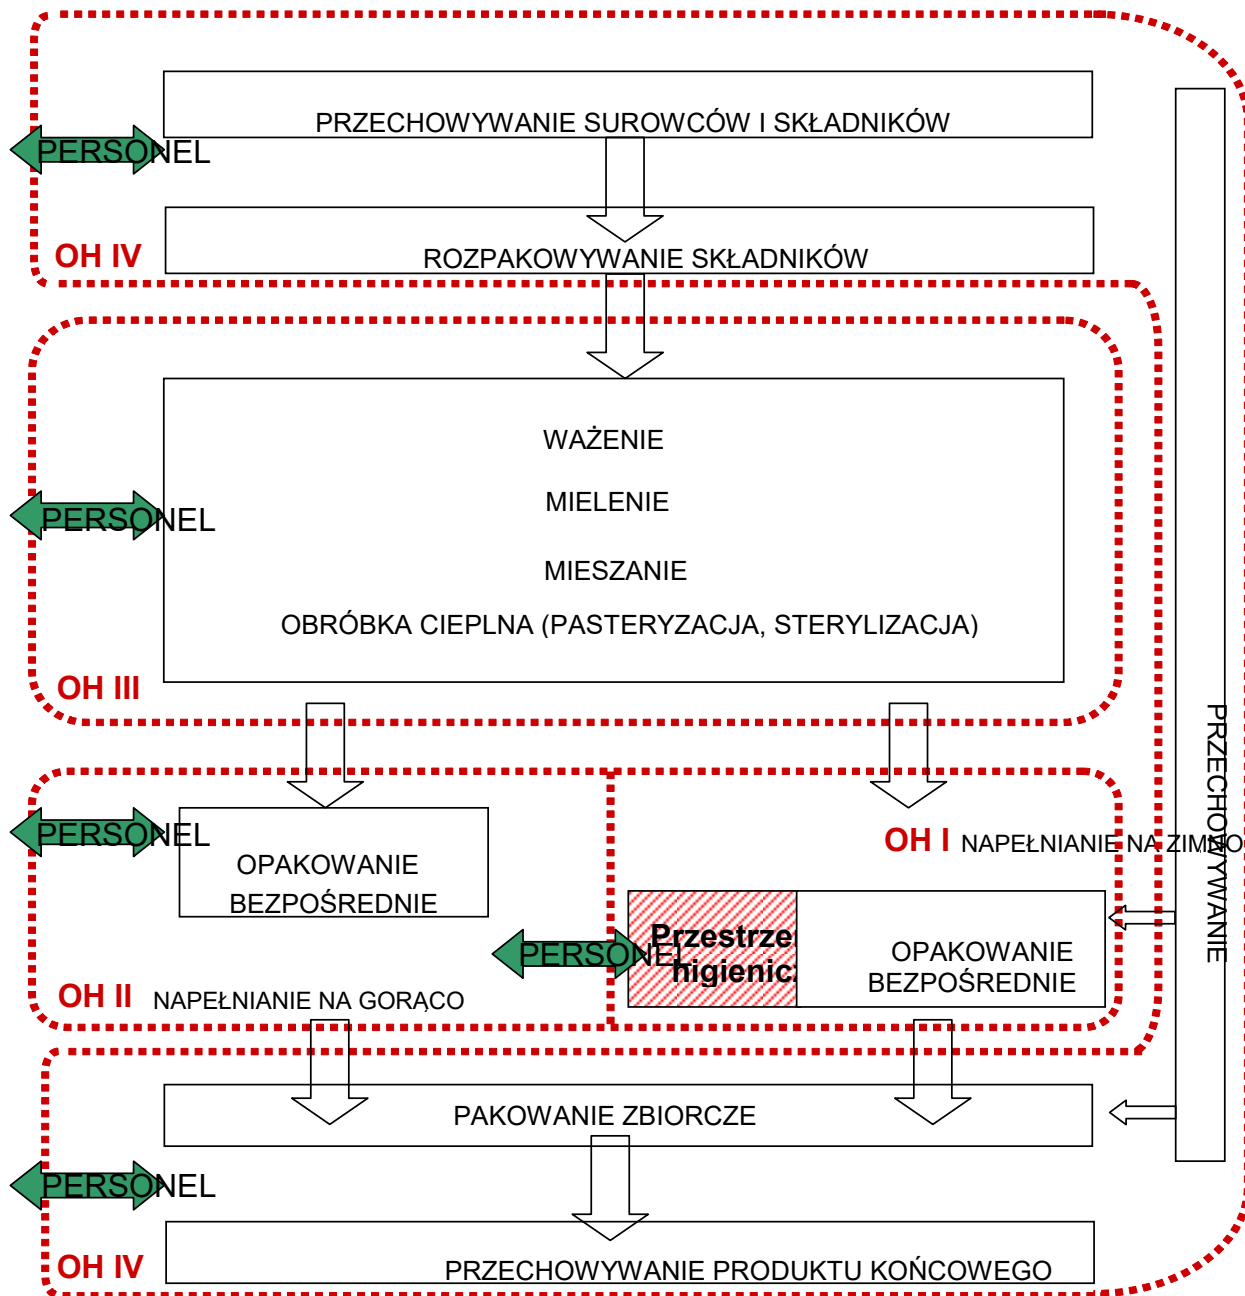 PRZECHOWYWANIE SUROWCÓW I SKŁADNIKÓW
PERSONEL
OH IV
ROZPAKOWYWANIE SKŁADNIKÓW
WAŻENIE
MIELENIE
PERSONEL
MIESZANIE
OBRÓBKA CIEPLNA (PASTERYZACJA, STERYLIZACJA)
OH III
PRZECHOWYWANIE
PERSONEL
OPAKOWANIE
BEZPOŚREDNIE
OH I NAPEŁNIANIE NA ZIMNO
PERSONEL
Przestrze
higienicz
OPAKOWANIE
BEZPOŚREDNIE
OH II NAPEŁNIANIE NA GORĄCO
PAKOWANIE ZBIORCZE
PERSONEL
OH IV
PRZECHOWYWANIE PRODUKTU KOŃCOWEGO